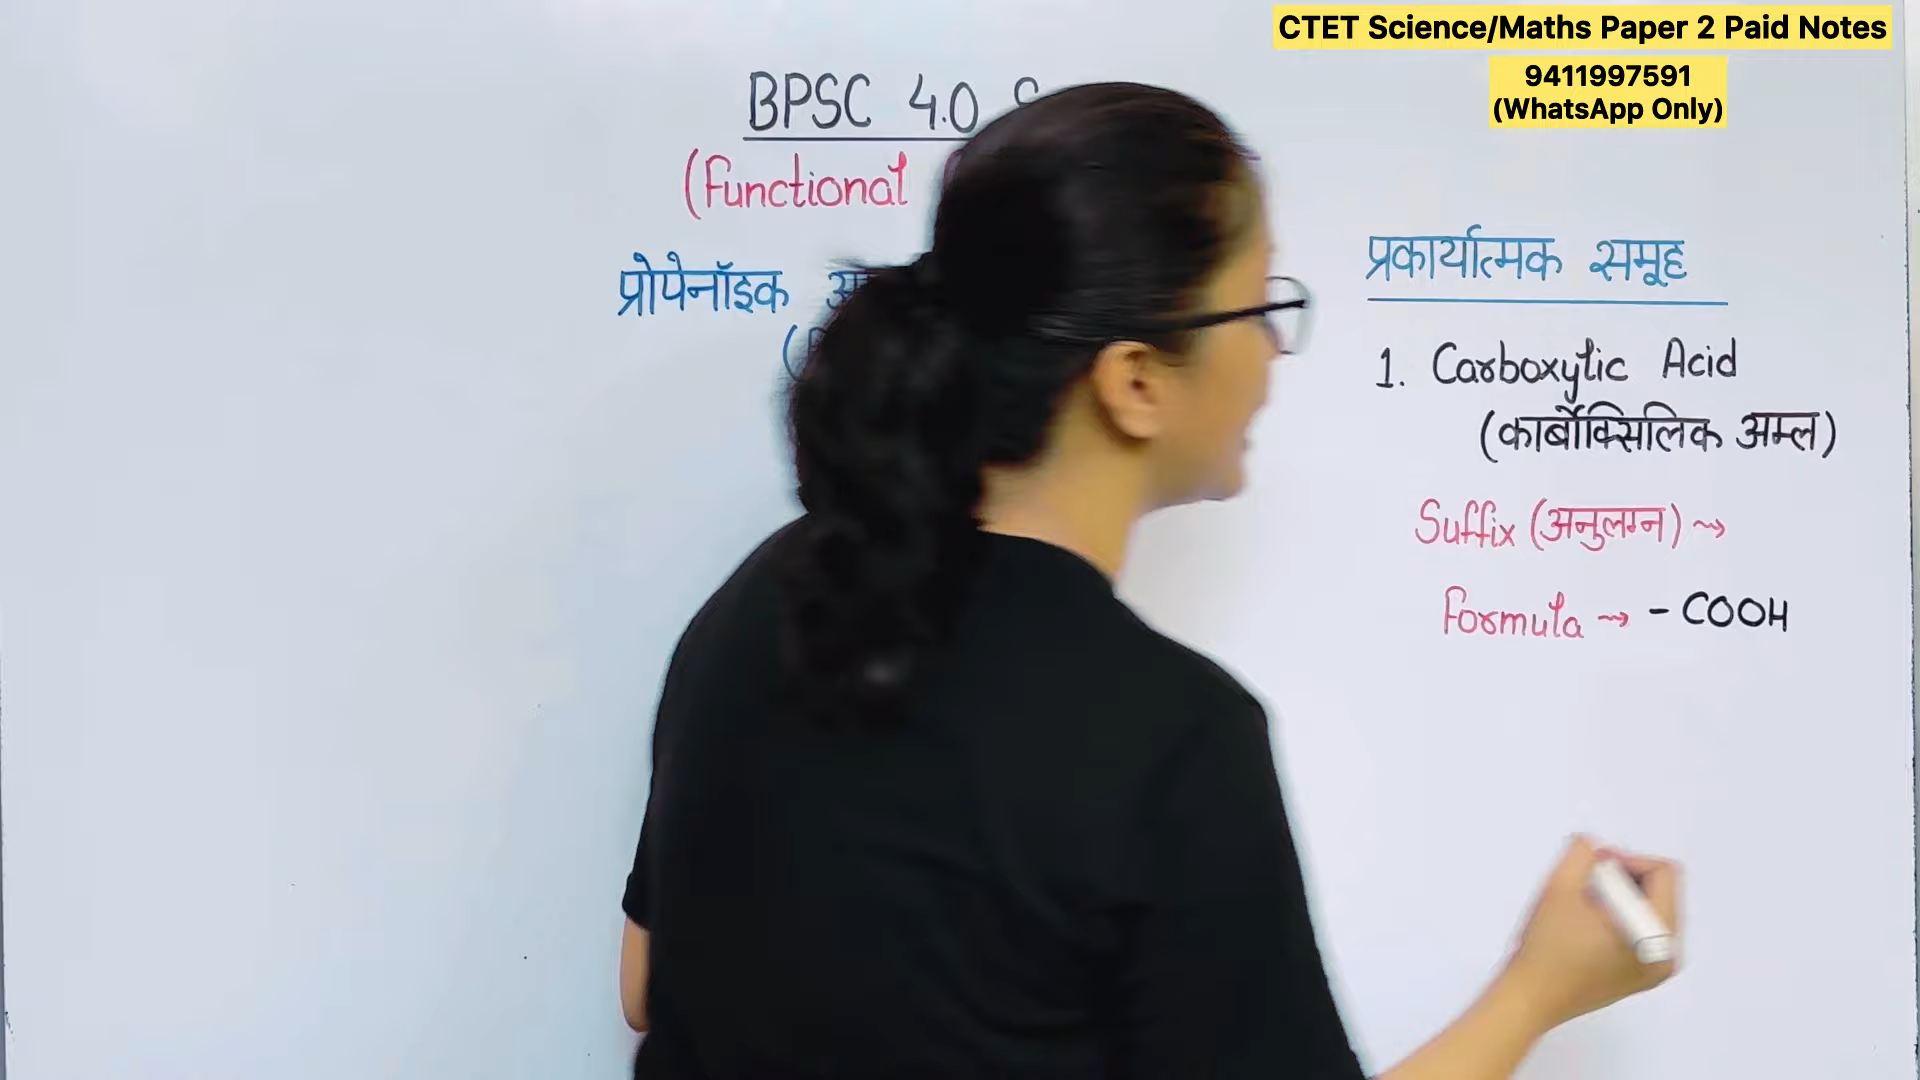 CTET Science/Maths Paper 2 Paid Notes
9411997591
(WhatsApp Only)
BPSC 4.0
(Functional
प्रोपेनॉइक
प्रकार्यात्मक समूह
1. Carboxylic Acid
(कार्बोक्सिलिक अम्ल)
Suffix (अनुलग्न) ⇝
Formula ⇝ - COOH